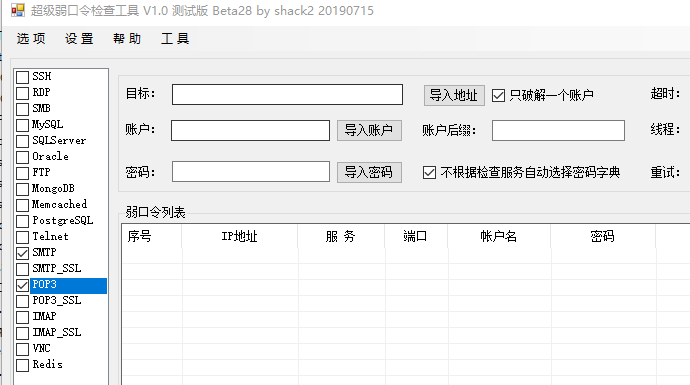 超级弱口令检查工具 V1.0 测试版 Beta28 by shack2 20190715
选 项 设 置 帮 助 工 具
SSH
RDP
SMB
MySQL
SQLServer
Oracle
FTP
MongoDB
Memcached
PostgreSQL
Telnet
SMTP
SMTP_SSL
POP3
POP3_SSL
IMAP
IMAP_SSL
VNC
Redis
目标： 导入地址 只破解一个账户 超时：
账户： 导入账户 账户后缀： 线程：
密码： 导入密码 不根据检查服务自动选择密码字典 重试：
弱口令列表
序号 IP地址 服 务 端口 帐户名 密码